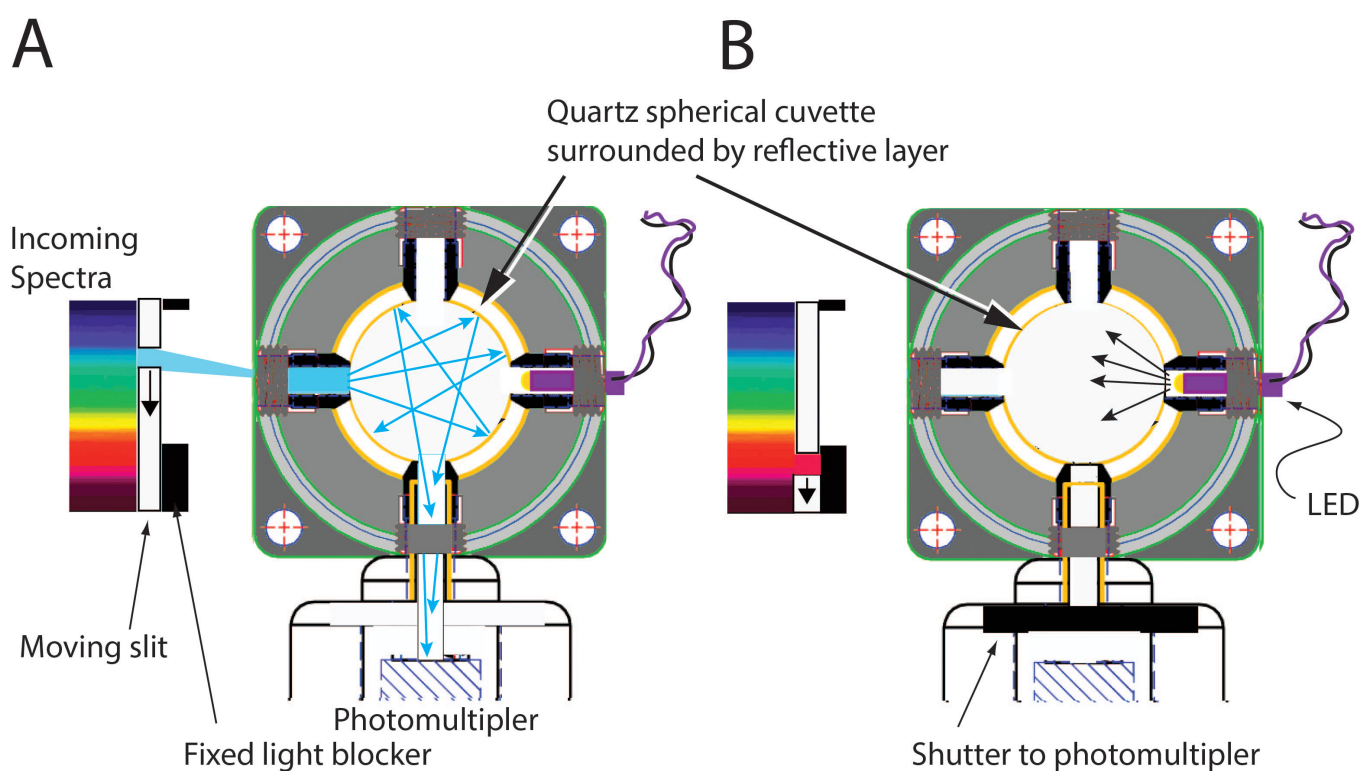 A
B
Quartz spherical cuvette
surrounded by reflective layer
Incoming
Spectra
LED
Moving slit
Photomultipler
Fixed light blocker
Shutter to photomultipler